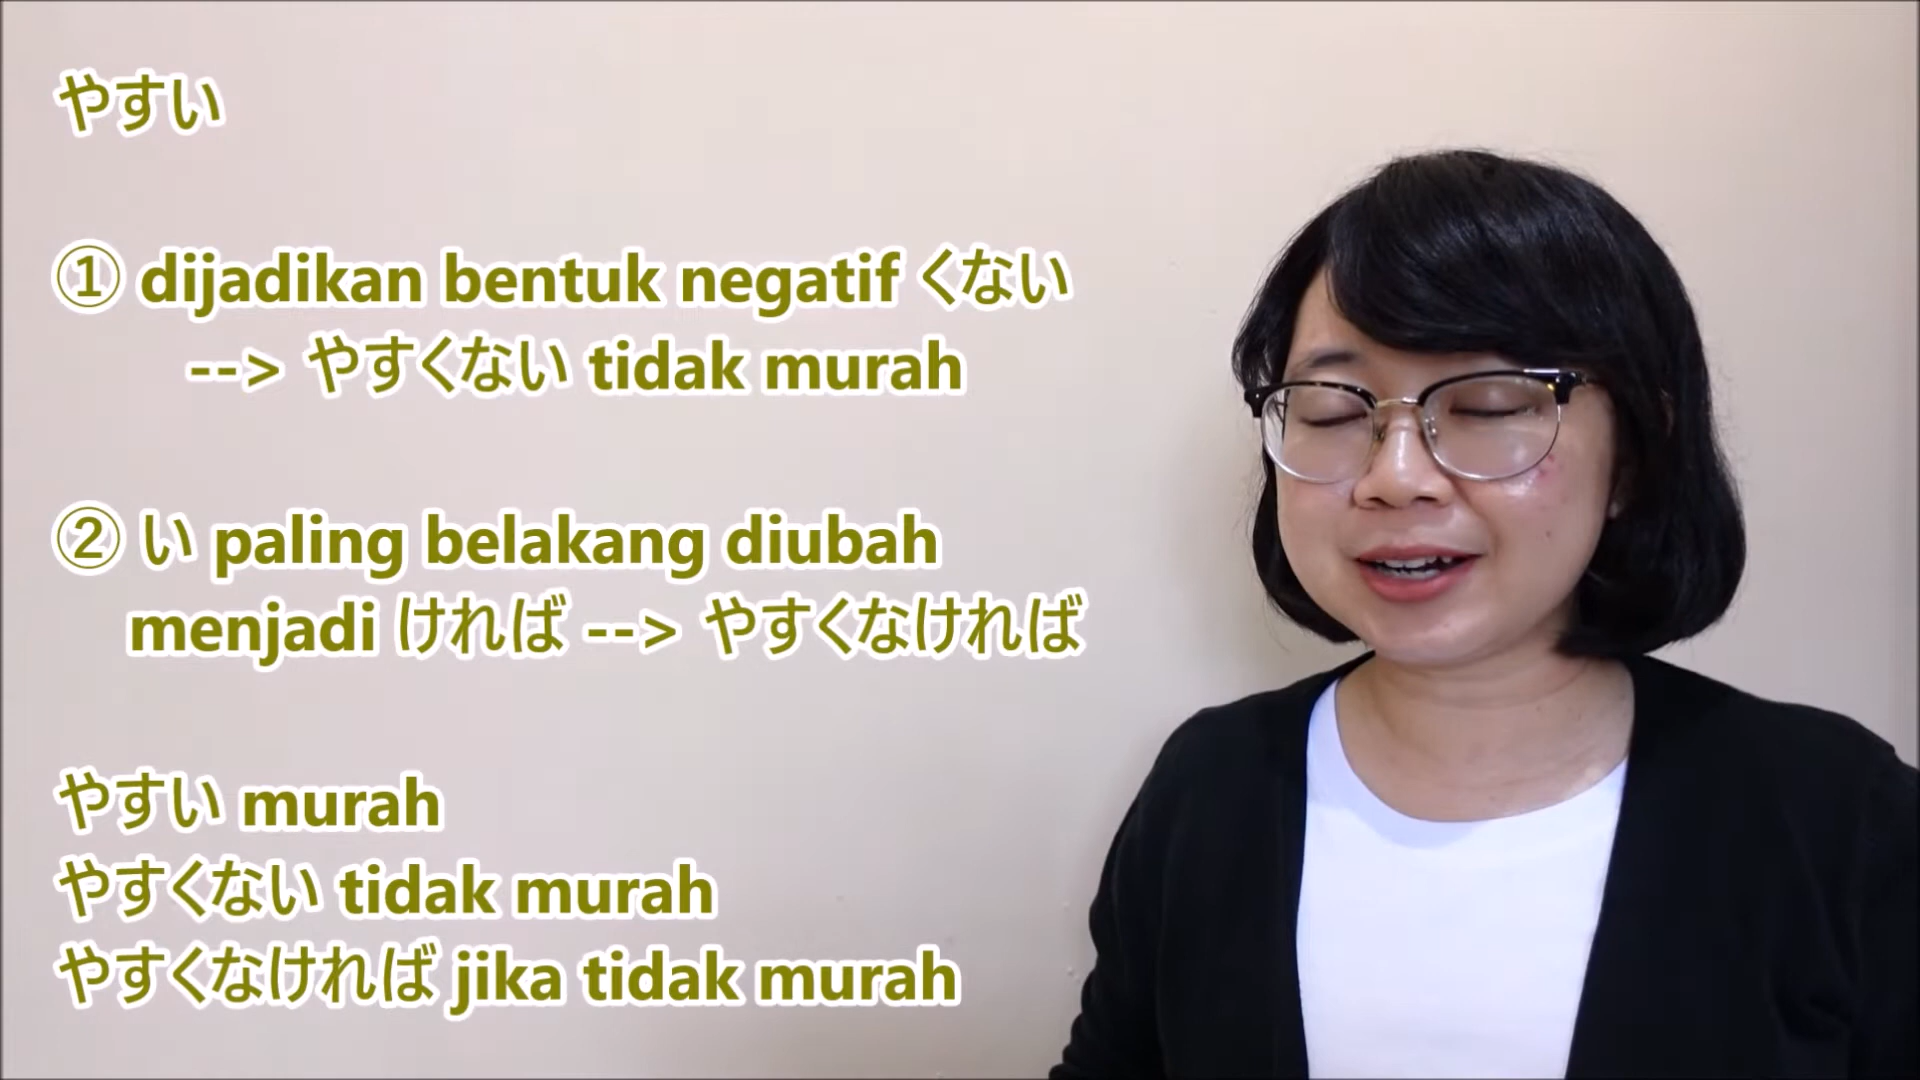 やすい
① dijadikan bentuk negatif くない
--> やすくない tidak murah
② い paling belakang diubah
menjadi ければ --> やすくなければ
やすい murah
やすくない tidak murah
やすくなければ jika tidak murah